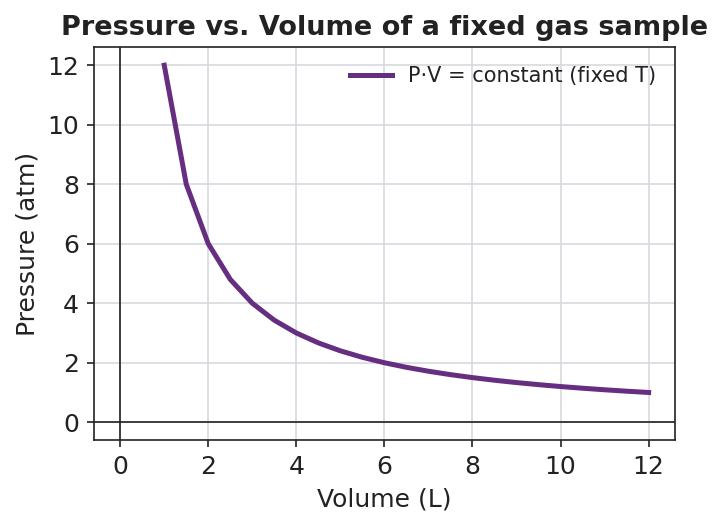 Pressure vs. Volume of a fixed gas sample
P·V = constant (fixed T)
Pressure (atm)
12
10
8
6
4
2
0
0 2 4 6 8 10 12
Volume (L)